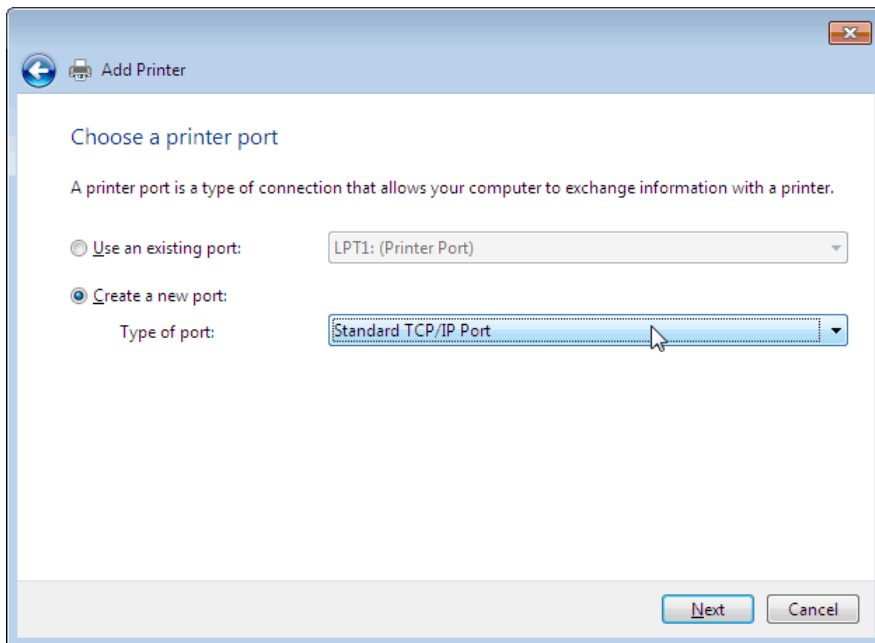 Add Printer
Choose a printer port
A printer port is a type of connection that allows your computer to exchange information with a printer.
Use an existing port: LPT1: (Printer Port)
Create a new port:
Type of port: Standard TCP/IP Port
Next Cancel